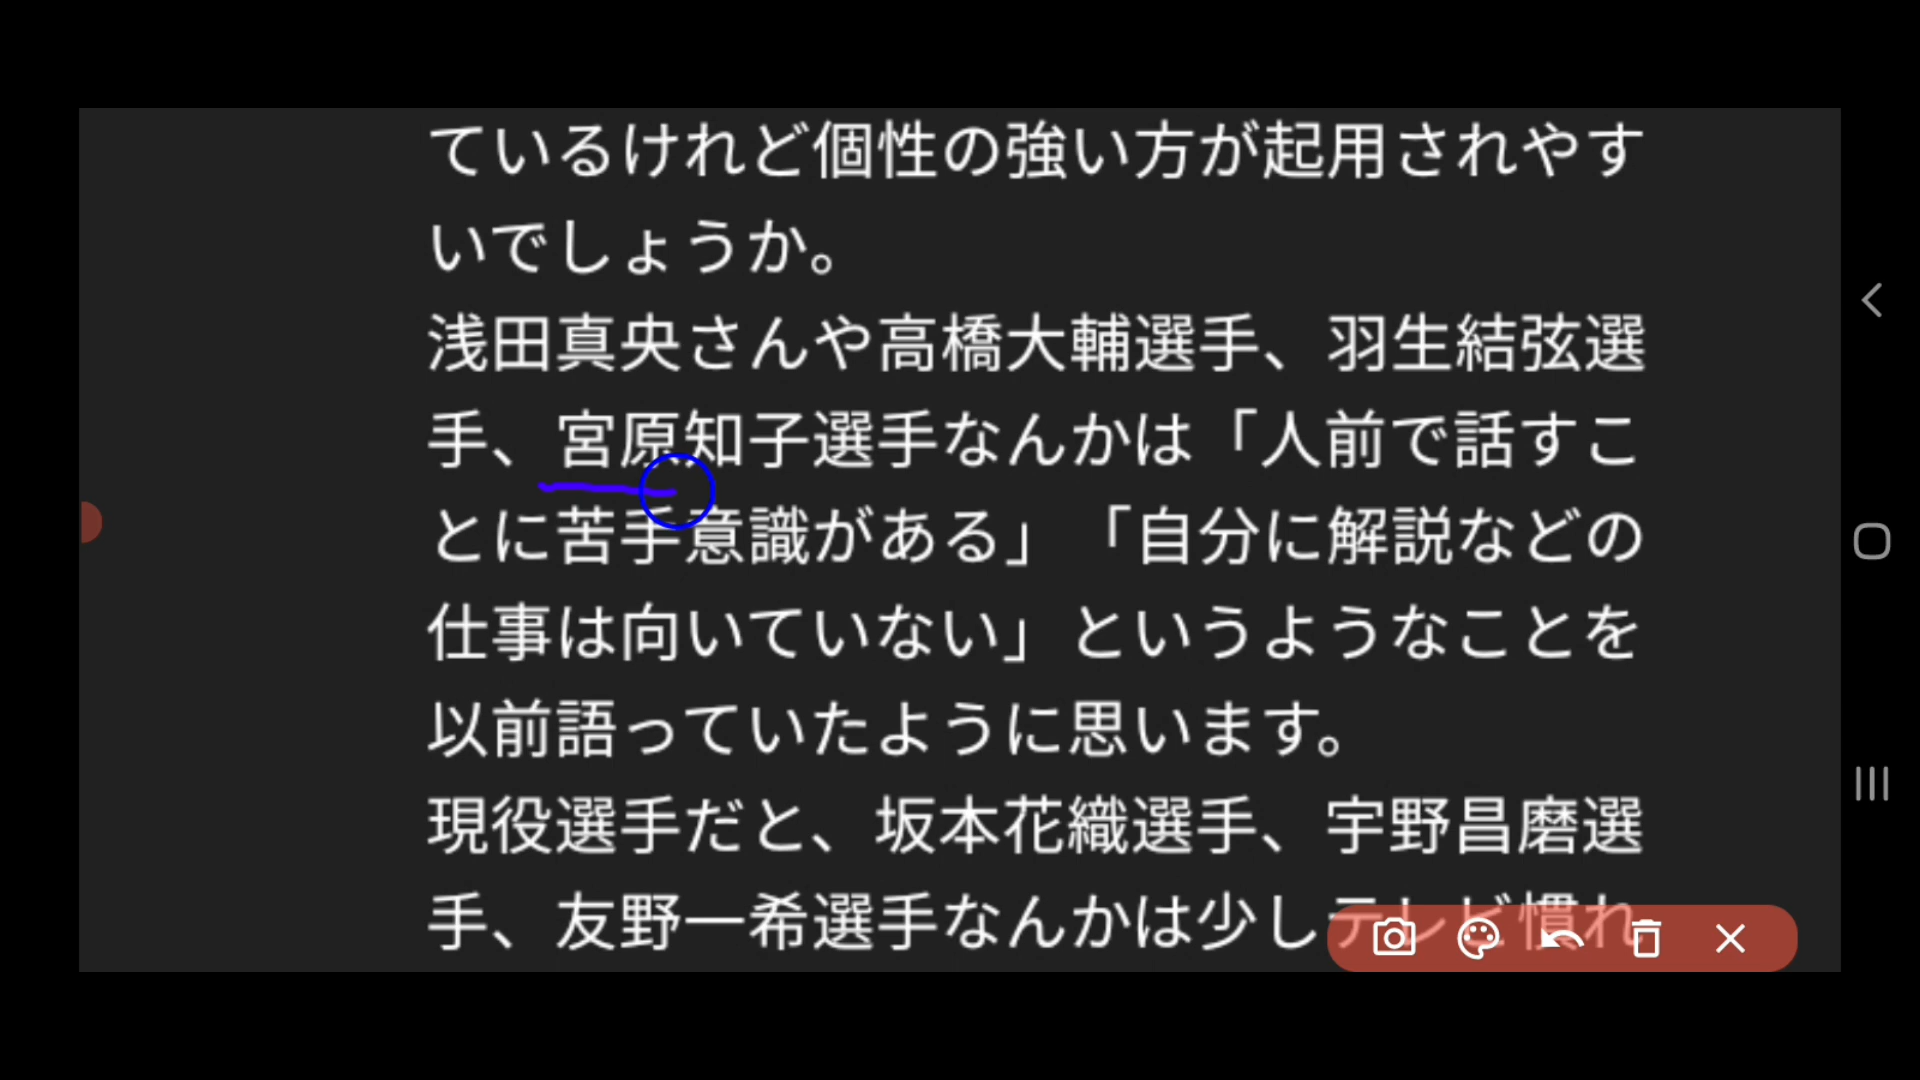 ているけれど個性の強い方が起用されやす
いでしょうか。
浅田真央さんや高橋大輔選手、羽生結弦選
手、宮原知子選手なんかは「人前で話すこ
とに苦手意識がある」「自分に解説などの
仕事は向いていない」というようなことを
以前語っていたように思います。
現役選手だと、坂本花織選手、宇野昌磨選
手、友野一希選手なんかは少しテレビ慣れ